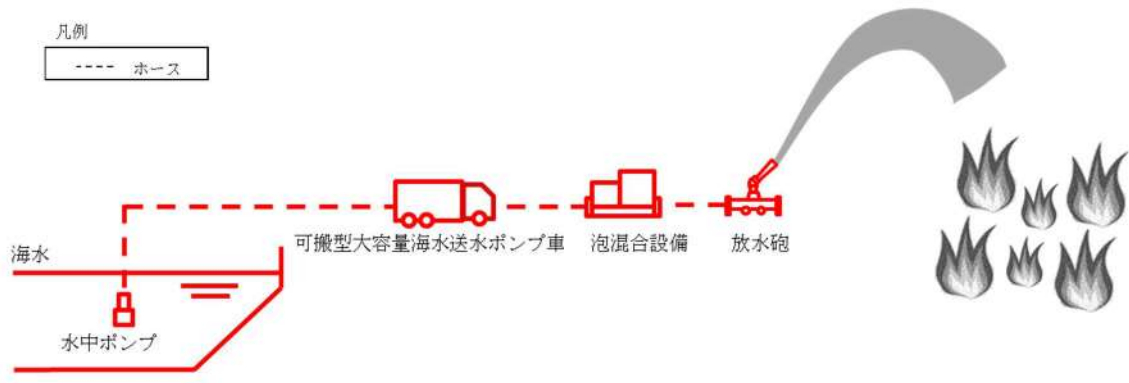 凡例
---- ホース
可搬型大容量海水送水ポンプ車
泡混合設備
放水砲
海水
水中ポンプ